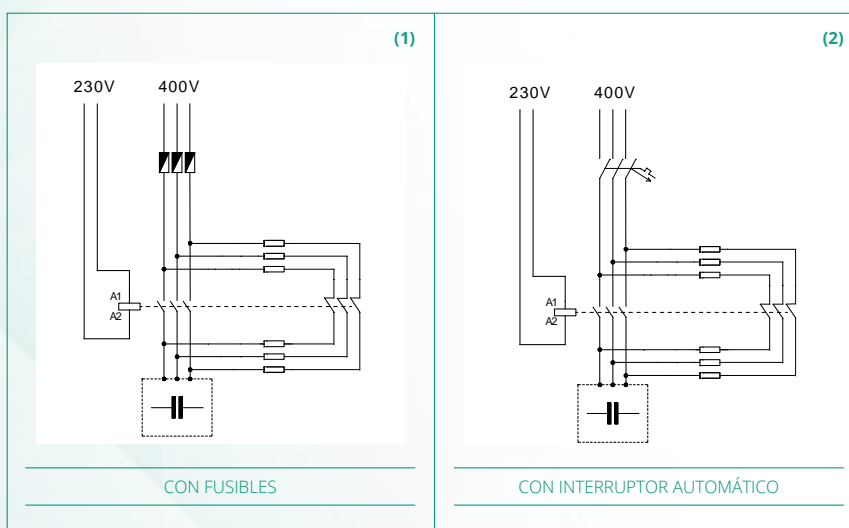 (1)
230V 400V
A1
A2
CON FUSIBLES
(2)
230V 400V
A1
A2
CON INTERRUPTOR AUTOMÁTICO